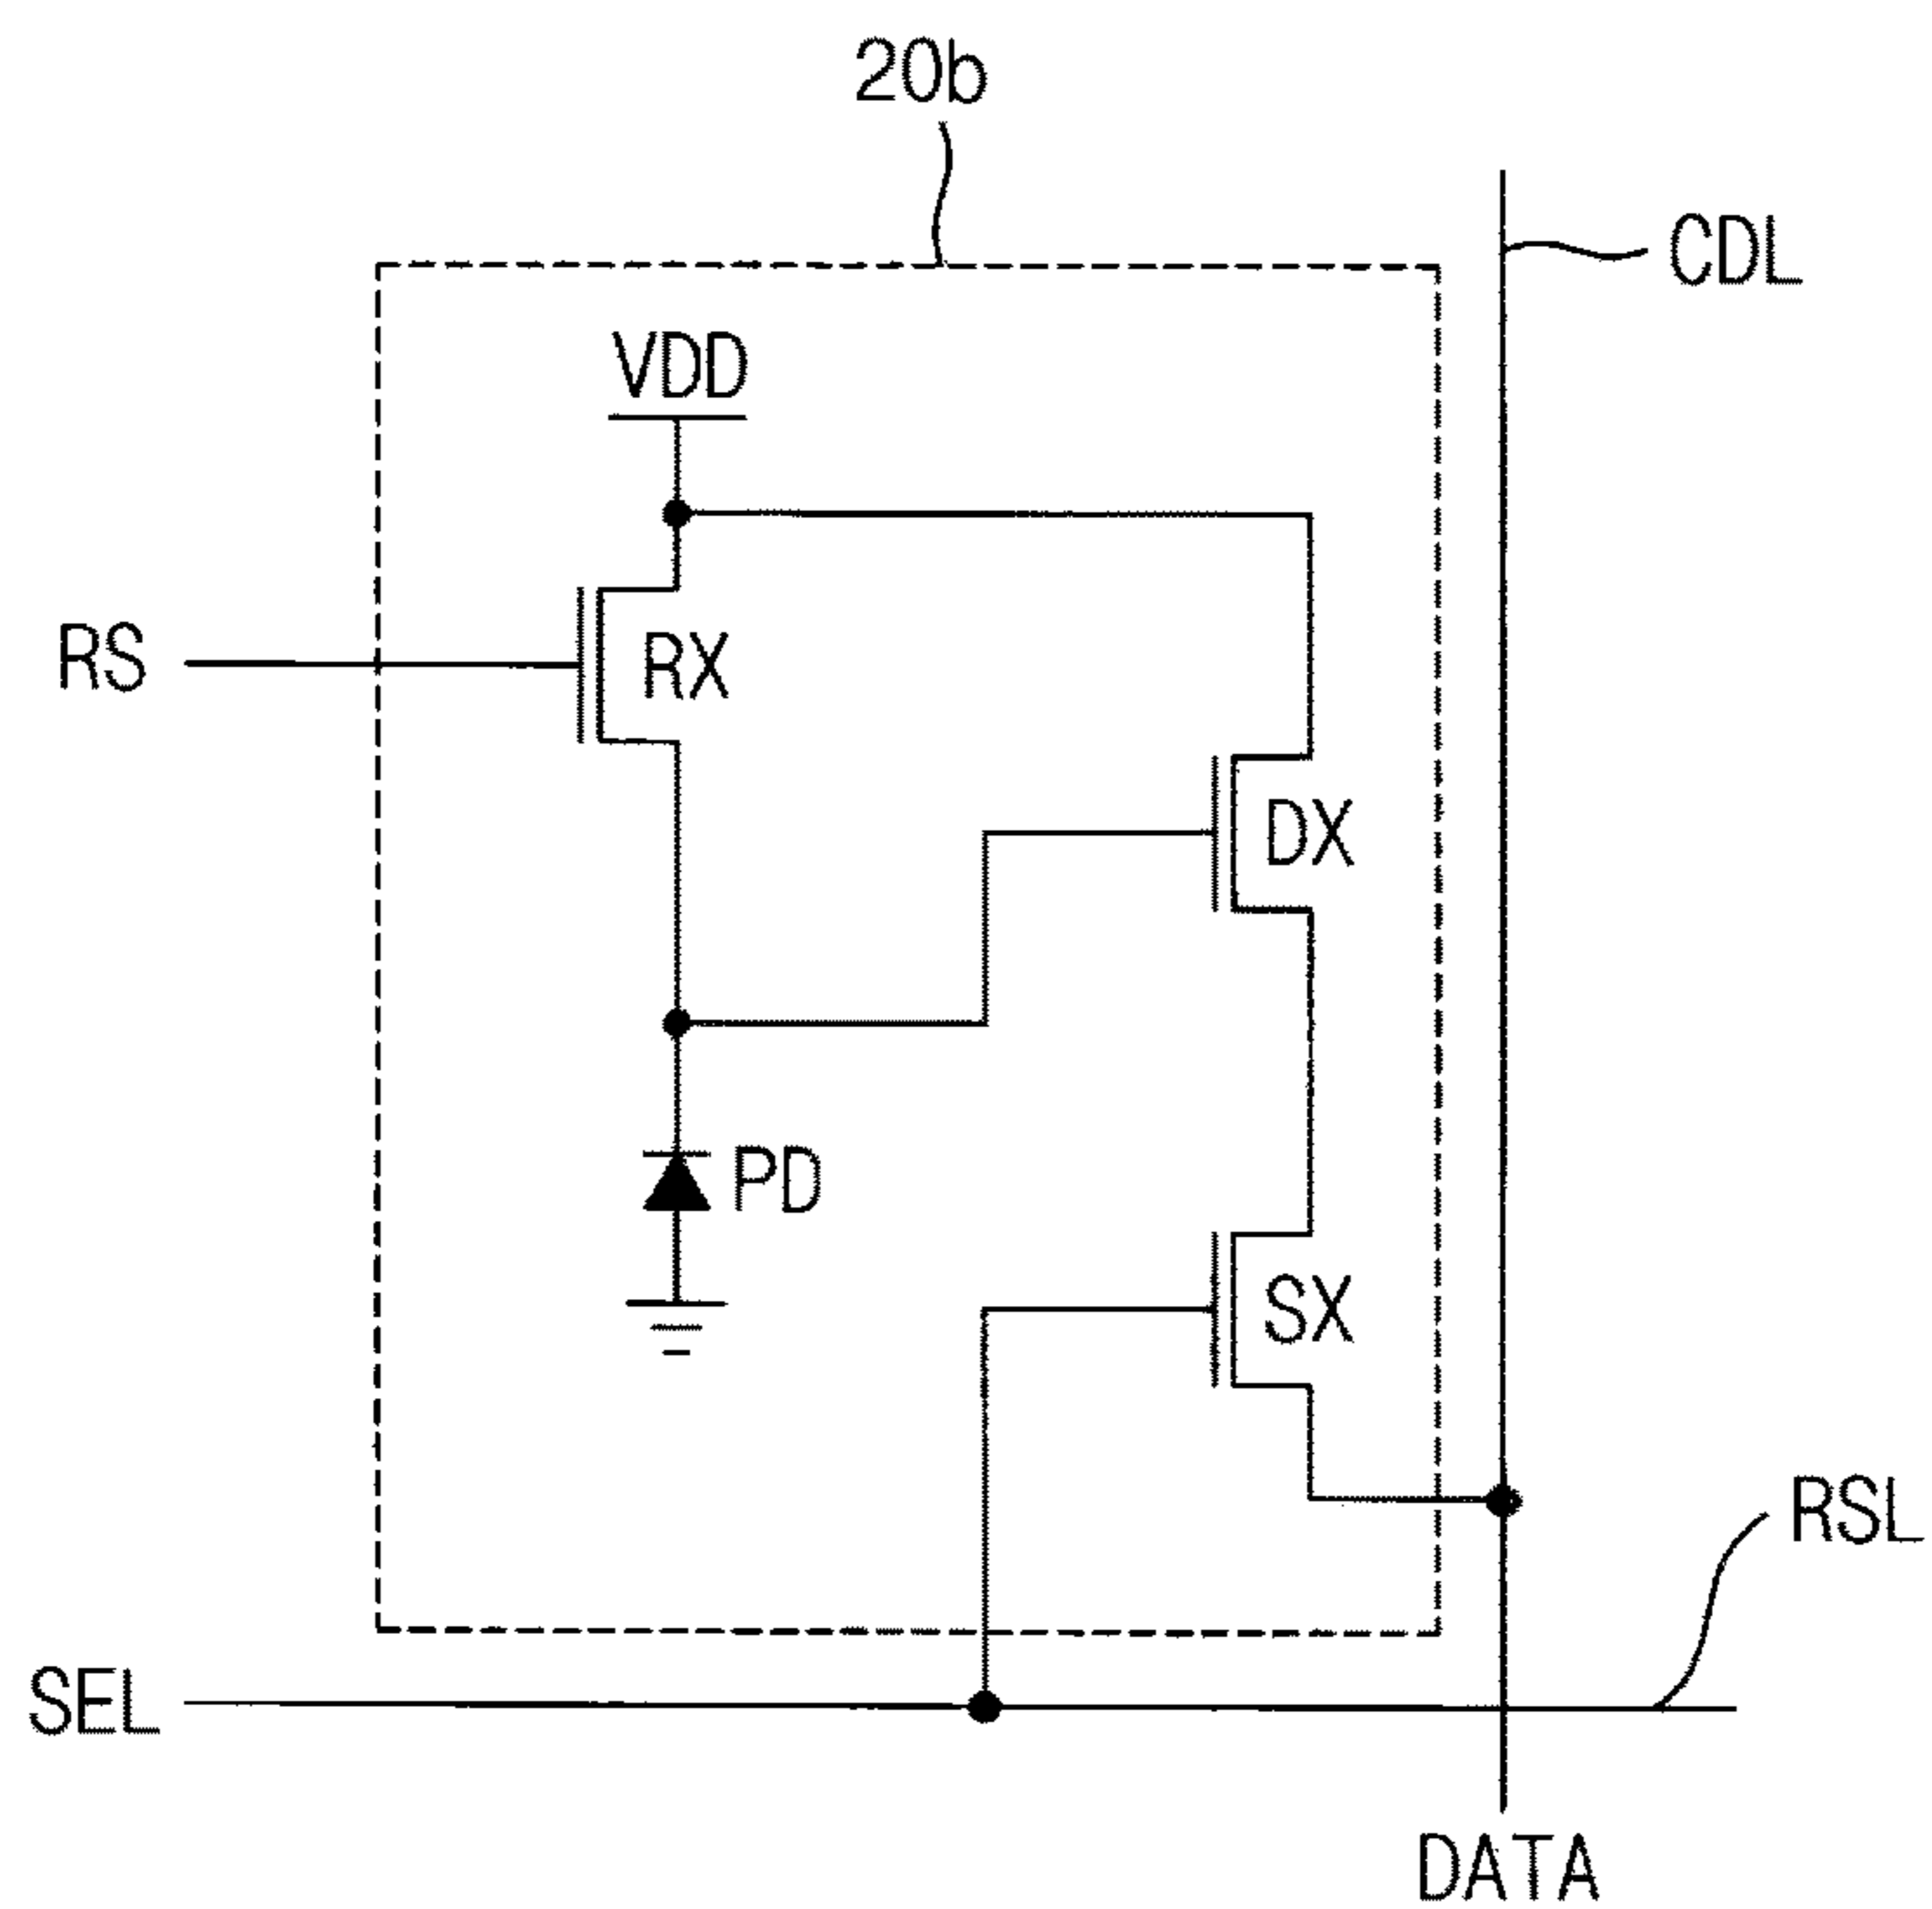 20b
CDL
VDD
RS
RX
DX
PD
SX
RSL
SEL
DATA